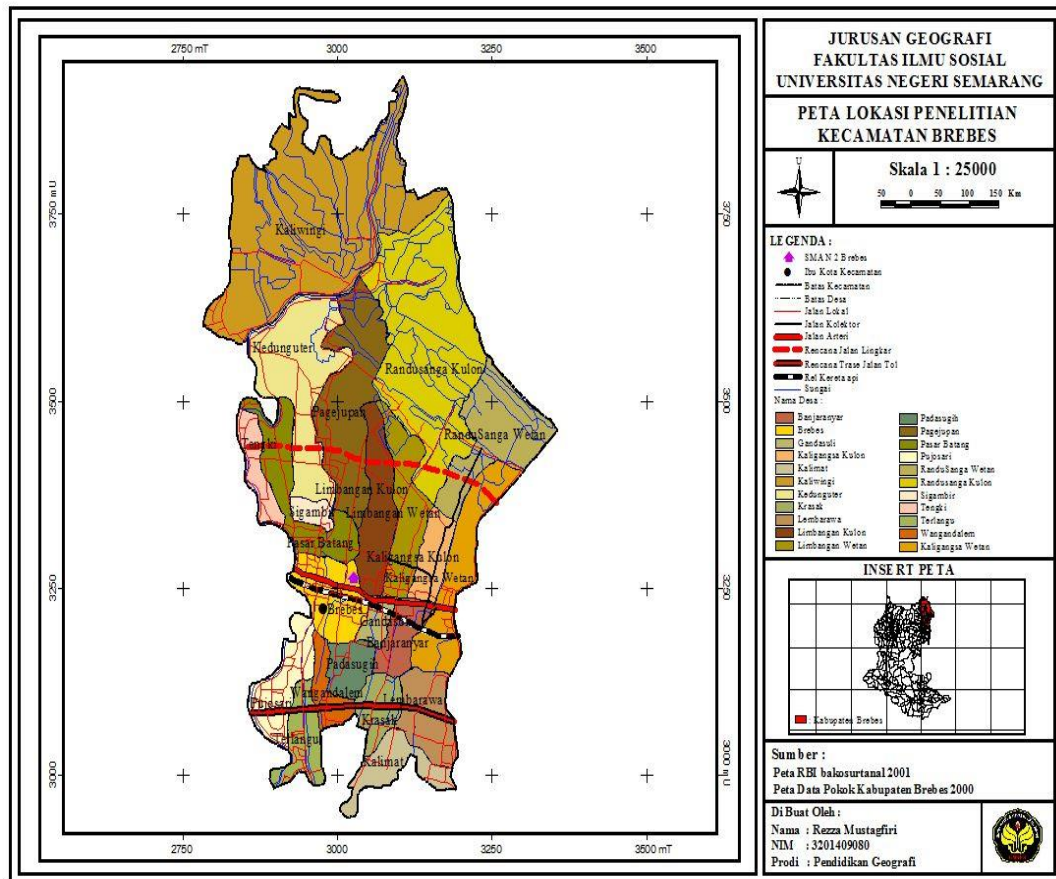 JURUSAN GEOGRAFI
FAKULTAS ILMU SOSIAL
UNIVERSITAS NEGERI SEMARANG
PETA LOKASI PENELITIAN
KECAMATAN BREBES
U
Skala 1 : 25000
50 0 50 100 150 Km
LEGENDA :
SMAN 2 Brebes
Ibu Kota Kecamatan
Batas Kecamatan
Batas Desa
Jalan Lokal
Jalan Kolektor
Jalan Arteri
Rencana Jalan Lingkar
Rencana Trase Jalan Tol
Rel Kereta api
Sungai
Nama Desa :
Banjaranyar
Brebes
Gandasuli
Kaligangsa Kulon
Kalimat
Kaliwingi
Kedunguter
Krasak
Lembarawa
Limbangan Kulon
Limbangan Wetan
Padasugih
Pagejupan
Pasar Batang
Pujosari
RanduSanga Wetan
Randusanga Kulon
Sigambir
Tengki
Terlangu
Wangandalem
Kaligangsa Wetan
INSERT PETA
: Kabupaten Brebes
Sumber :
Peta RBI bakosurtanal 2001
Peta Data Pokok Kabupaten Brebes 2000
Di Buat Oleh :
Nama : Rezza Mustagfiri
NIM : 3201409080
Prodi : Pendidikan Geografi
2750 mT 3000 3250 3500
3750 mU
3500
3250
3000
3750
3500
3250
3000 mU
2750 3000 3250 mT 3500
Kaliwingi
Kedunguter
Randusanga Kulon
Pagejupan
RanduSanga Wetan
Tengki
Limbangan Kulon
Sigambir
Limbangan Wetan
Pasar Batang
Kaligangsa Kulon
Kaligangsa Wetan
Brebes
Banjaranyar
Padasugih
Wangandalem
Pujosari
Lembarawa
Krasak
Terlangu
Kalimat